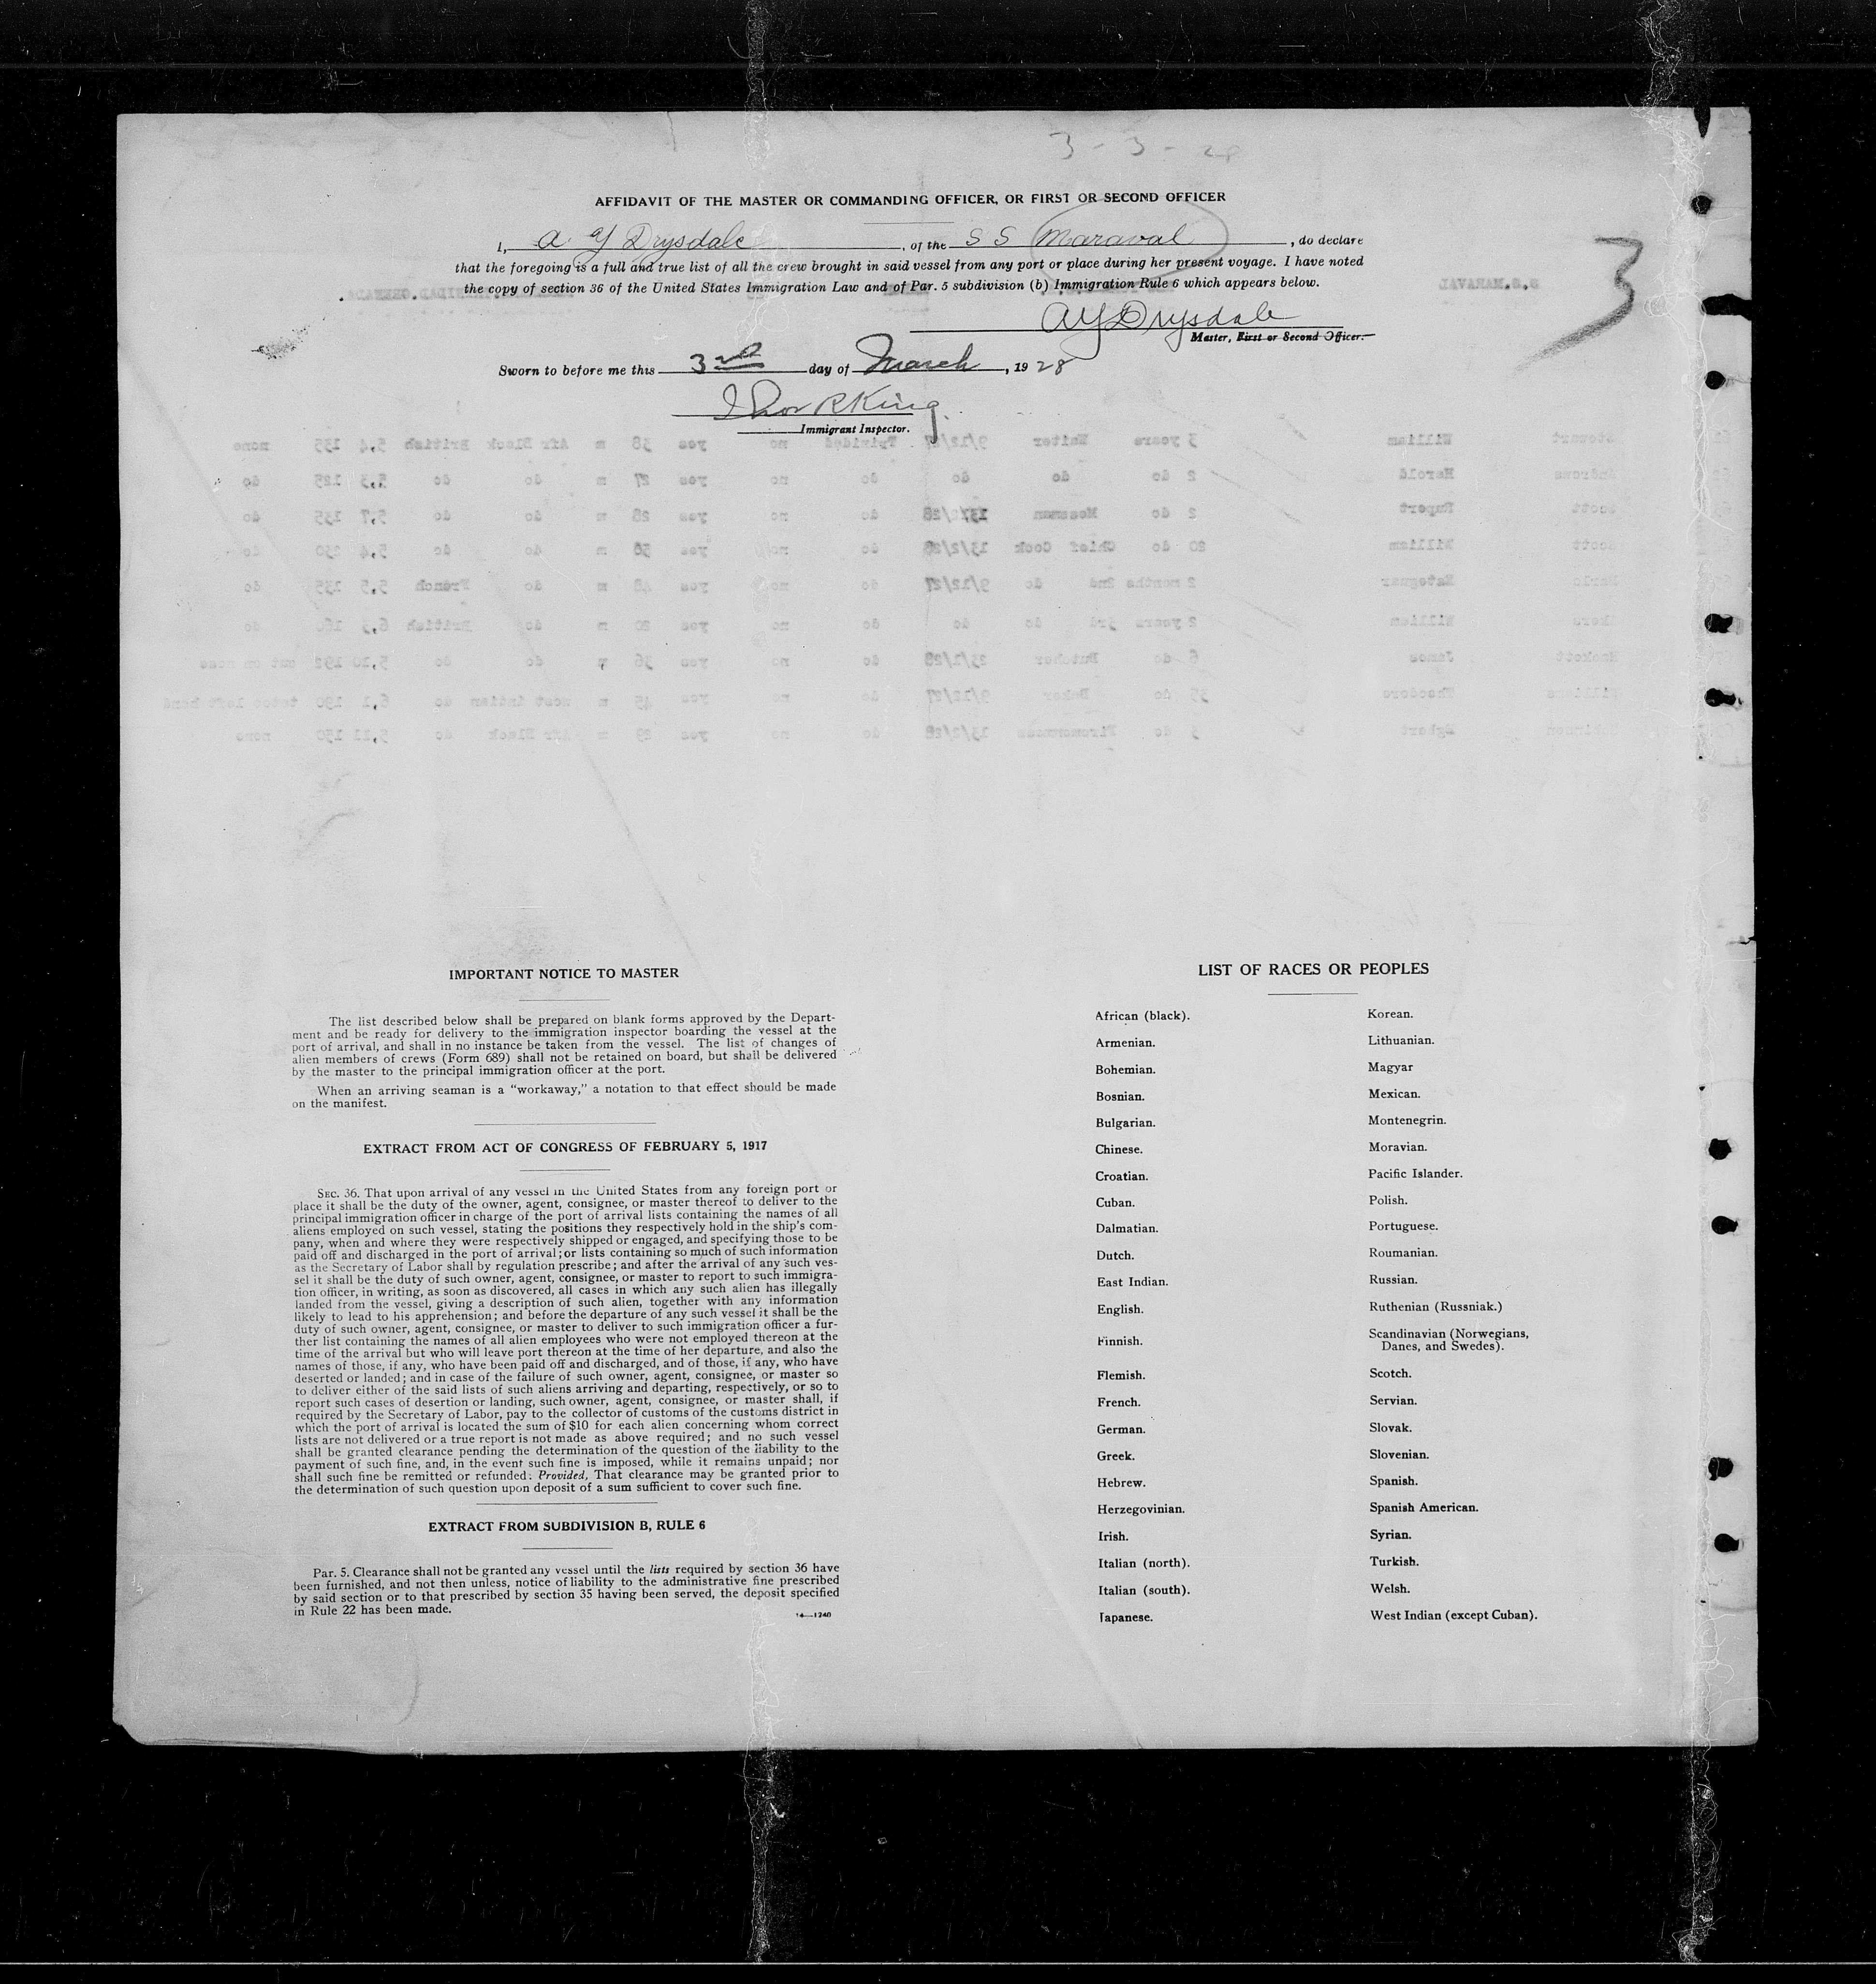 3-3-28
AFFIDAVIT OF THE MASTER OR COMMANDING OFFICER, OR FIRST OR SECOND OFFICER
I, A Y Drysdale, of the S S Maraval, do declare
that the foregoing is a full and true list of all the crew brought in said vessel from any port or place during her present voyage. I have noted
the copy of section 36 of the United States Immigration Law and of Par. 5 subdivision (b) Immigration Rule 6 which appears below.
3
AYDrysdale
Master, First or Second Officer.
Sworn to before me this 3rd day of March, 1928
King
Immigrant Inspector.
IMPORTANT NOTICE TO MASTER
The list described below shall be prepared on blank forms approved by the Depart-
ment and be ready for delivery to the immigration inspector boarding the vessel at the
port of arrival, and shall in no instance be taken from the vessel. The list of changes of
alien members of crews (Form 689) shall not be retained on board, but shall be delivered
by the master to the principal immigration officer at the port.
When an arriving seaman is a "workaway," a notation to that effect should be made
on the manifest.
EXTRACT FROM ACT OF CONGRESS OF FEBRUARY 5, 1917
SEC. 36. That upon arrival of any vessel in the United States from any foreign port or
place it shall be the duty of the owner, agent, consignee, or master thereof to deliver to the
principal immigration officer in charge of the port of arrival lists containing the names of all
aliens employed on such vessel, stating the positions they respectively hold in the ship's com-
pany, when and where they were respectively shipped or engaged, and specifying those to be
paid off and discharged in the port of arrival; or lists containing so much of such information
as the Secretary of Labor shall by regulation prescribe; and after the arrival of any such ves-
sel it shall be the duty of such owner, agent, consignee, or master to report to such immigra-
tion officer, in writing, as soon as discovered, all cases in which any such alien has illegally
landed from the vessel, giving a description of such alien, together with any information
likely to lead to his apprehension; and before the departure of any such vessel it shall be the
duty of such owner, agent, consignee, or master to deliver to such immigration officer a fur-
ther list containing the names of all alien employees who were not employed thereon at the
time of the arrival but who will leave port thereon at the time of her departure, and also the
names of those, if any, who have been paid off and discharged, and of those, if any, who have
deserted or landed; and in case of the failure of such owner, agent, consignee, or master so
to deliver either of the said lists of such aliens arriving and departing, respectively, or so to
report such cases of desertion or landing, such owner, agent, consignee, or master shall, if
required by the Secretary of Labor, pay to the collector of customs of the customs district in
which the port of arrival is located the sum of $10 for each alien concerning whom correct
lists are not delivered or a true report is not made as above required; and no such vessel
shall be granted clearance pending the determination of the question of the liability to the
payment of such fine, and, in the event such fine is imposed, while it remains unpaid; nor
shall such fine be remitted or refunded: Provided, That clearance may be granted prior to
the determination of such question upon deposit of a sum sufficient to cover such fine.
EXTRACT FROM SUBDIVISION B, RULE 6
Par. 5. Clearance shall not be granted any vessel until the lists required by section 36 have
been furnished, and not then unless, notice of liability to the administrative fine prescribed
by said section or to that prescribed by section 35 having been served, the deposit specified
in Rule 22 has been made.
14—1240
LIST OF RACES OR PEOPLES
African (black).
Armenian.
Bohemian.
Bosnian.
Bulgarian.
Chinese.
Croatian.
Cuban.
Dalmatian.
Dutch.
East Indian.
English.
Finnish.
Flemish.
French.
German.
Greek.
Hebrew.
Herzegovinian.
Irish.
Italian (north).
Italian (south).
Japanese.
Korean.
Lithuanian.
Magyar
Mexican.
Montenegrin.
Moravian.
Pacific Islander.
Polish.
Portuguese.
Roumanian.
Russian.
Ruthenian (Russniak.)
Scandinavian (Norwegians,
Danes, and Swedes).
Scotch.
Servian.
Slovak.
Slovenian.
Spanish.
Spanish American.
Syrian.
Turkish.
Welsh.
West Indian (except Cuban).